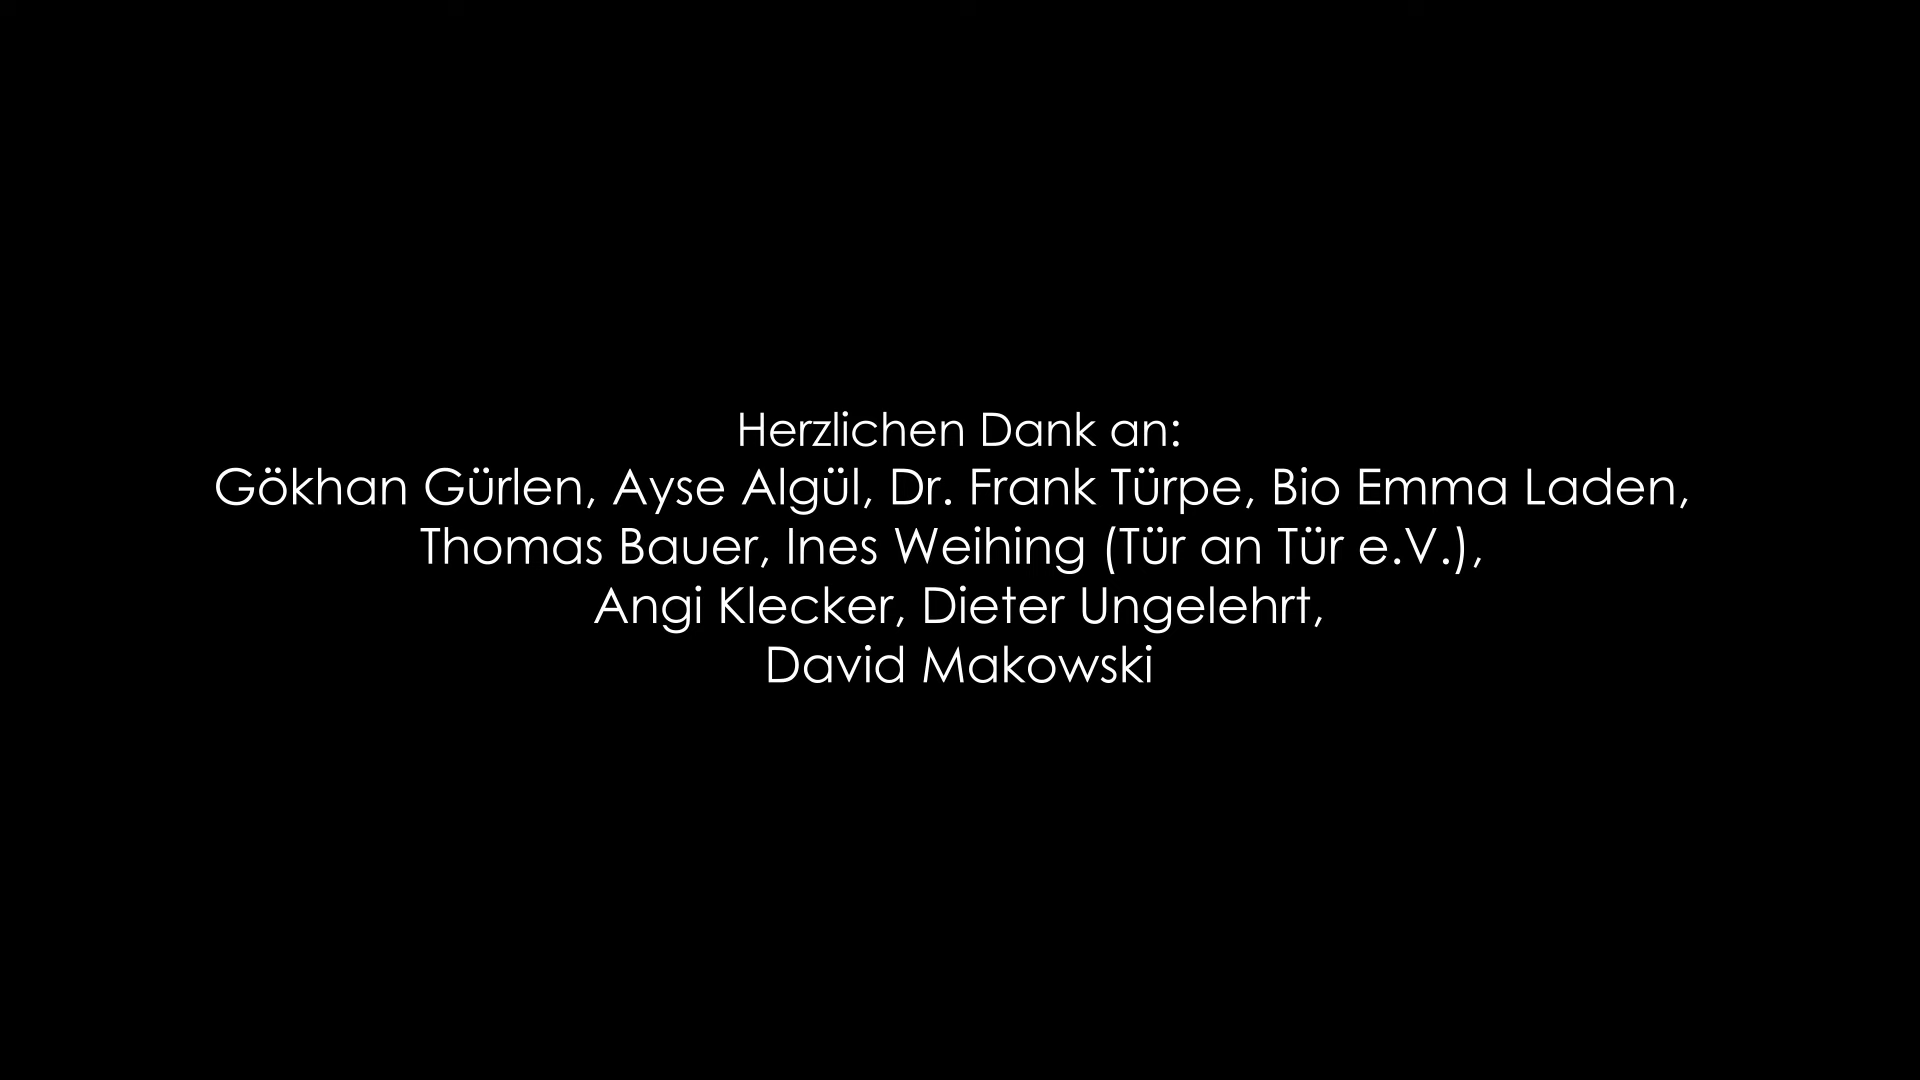 Herzlichen Dank an:
Gökhan Gürlen, Ayse Algül, Dr. Frank Türpe, Bio Emma Laden,
Thomas Bauer, Ines Weihing (Tür an Tür e.V.),
Angi Klecker, Dieter Ungelehrt,
David Makowski